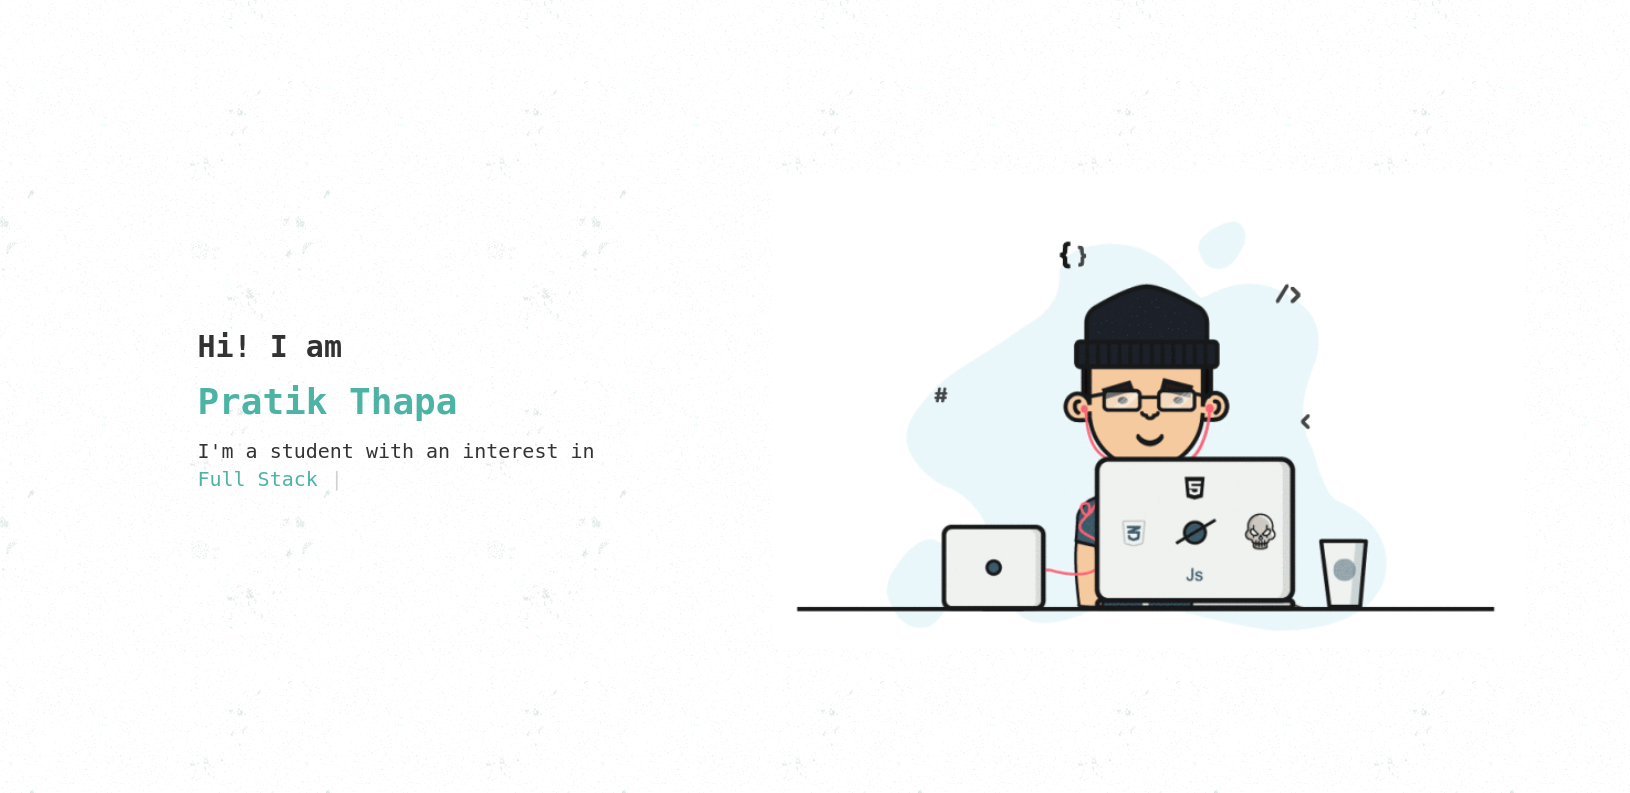 Hi! I am
Pratik Thapa
I'm a student with an interest in
Full Stack |
{}
/>
#
<
5
3
Js